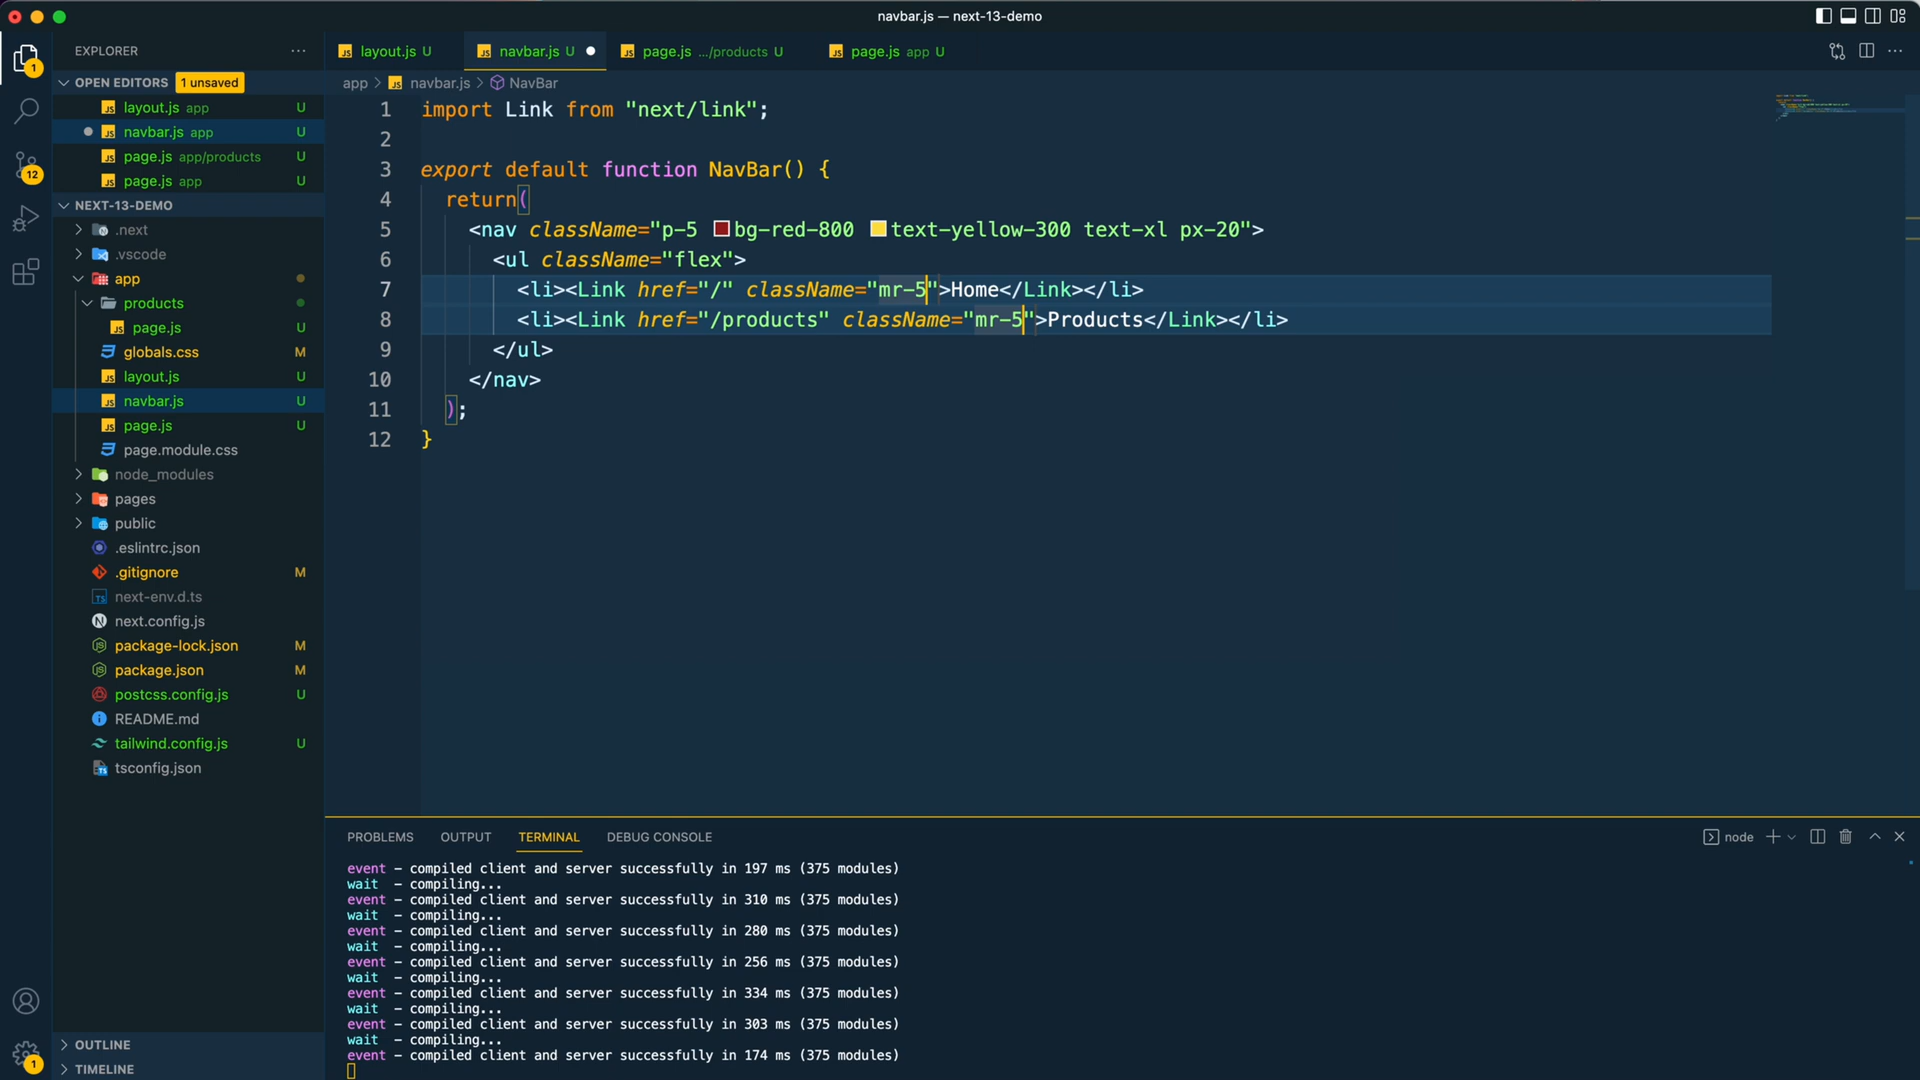 navbar.js — next-13-demo
EXPLORER
layout.js U
navbar.js U
page.js .../products U
page.js app U
OPEN EDITORS 1 unsaved
app > navbar.js > NavBar
layout.js app U
navbar.js app U
page.js app/products U
page.js app U
NEXT-13-DEMO
.next
.vscode
app
products
page.js
globals.css M
layout.js U
navbar.js U
page.js U
page.module.css
node_modules
pages
public
.eslintrc.json
.gitignore M
next-env.d.ts
next.config.js
package-lock.json M
package.json M
postcss.config.js U
README.md
tailwind.config.js U
tsconfig.json
OUTLINE
TIMELINE
1
12
1
1 import Link from "next/link";
2
3 export default function NavBar() {
4 return(
5 <nav className="p-5 bg-red-800 text-yellow-300 text-xl px-20">
6 <ul className="flex">
7 <li><Link href="/" className="mr-5">Home</Link></li>
8 <li><Link href="/products" className="mr-5">Products</Link></li>
9 </ul>
10 </nav>
11 );
12 }
PROBLEMS OUTPUT TERMINAL DEBUG CONSOLE
node
event - compiled client and server successfully in 197 ms (375 modules)
wait - compiling...
event - compiled client and server successfully in 310 ms (375 modules)
wait - compiling...
event - compiled client and server successfully in 280 ms (375 modules)
wait - compiling...
event - compiled client and server successfully in 256 ms (375 modules)
wait - compiling...
event - compiled client and server successfully in 334 ms (375 modules)
wait - compiling...
event - compiled client and server successfully in 303 ms (375 modules)
wait - compiling...
event - compiled client and server successfully in 174 ms (375 modules)